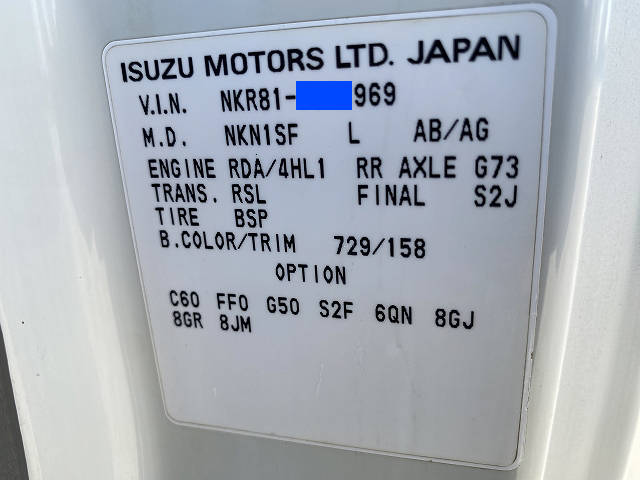 ISUZU MOTORS LTD. JAPAN
V.I.N. NKR81- 969
M.D. NKN1SF L AB/AG
ENGINE RDA/4HL1 RR AXLE G73
TRANS. RSL FINAL S2J
TIRE BSP
B.COLOR/TRIM 729/158
OPTION
C60 FF0 G50 S2F 6QN 8GJ
8GR 8JM